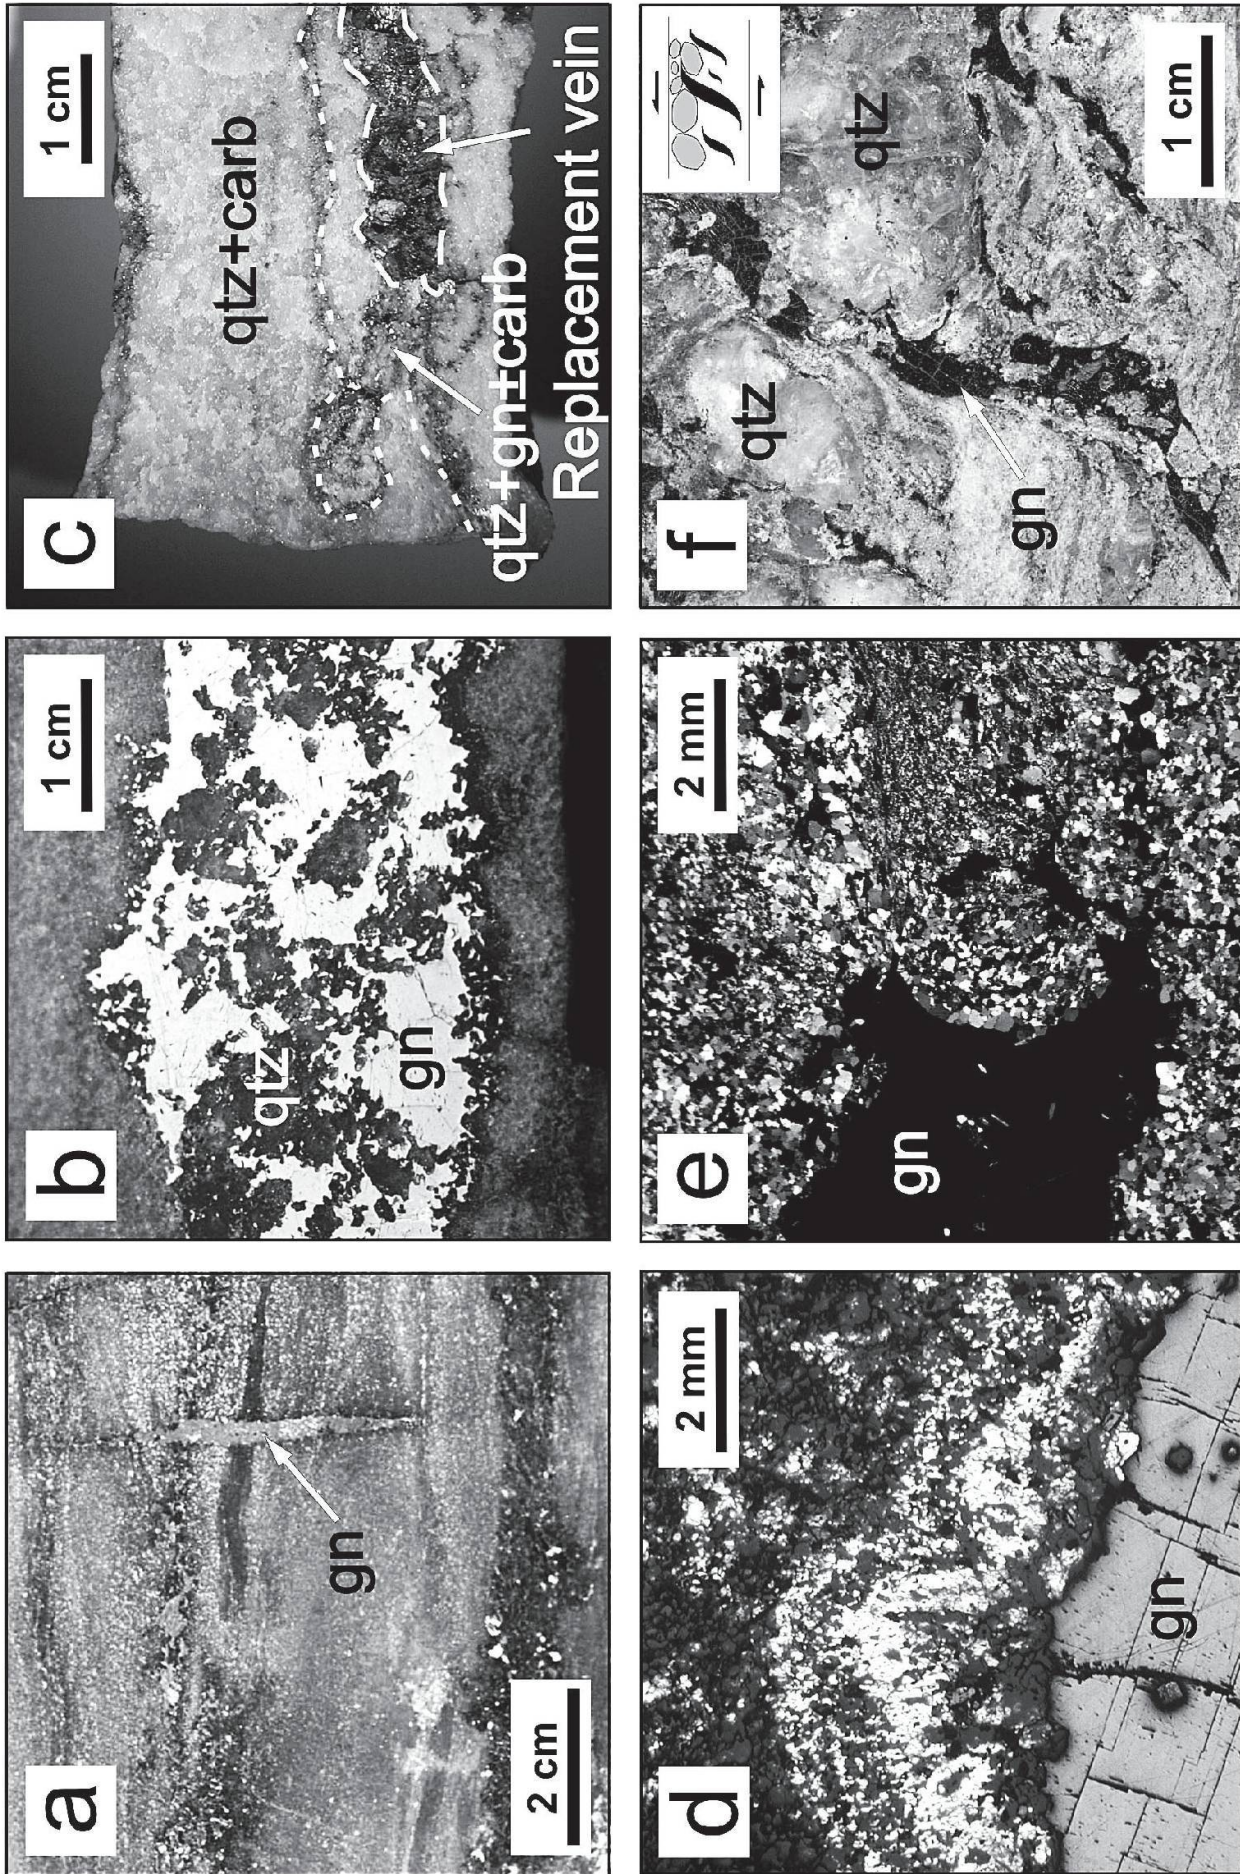 a
gn
2 cm
b
1 cm
qtz
gn
c
1 cm
qtz+carb
qtz+gn±carb
Replacement vein
d
2 mm
gn
e
2 mm
gn
f
qtz
qtz
gn
1 cm